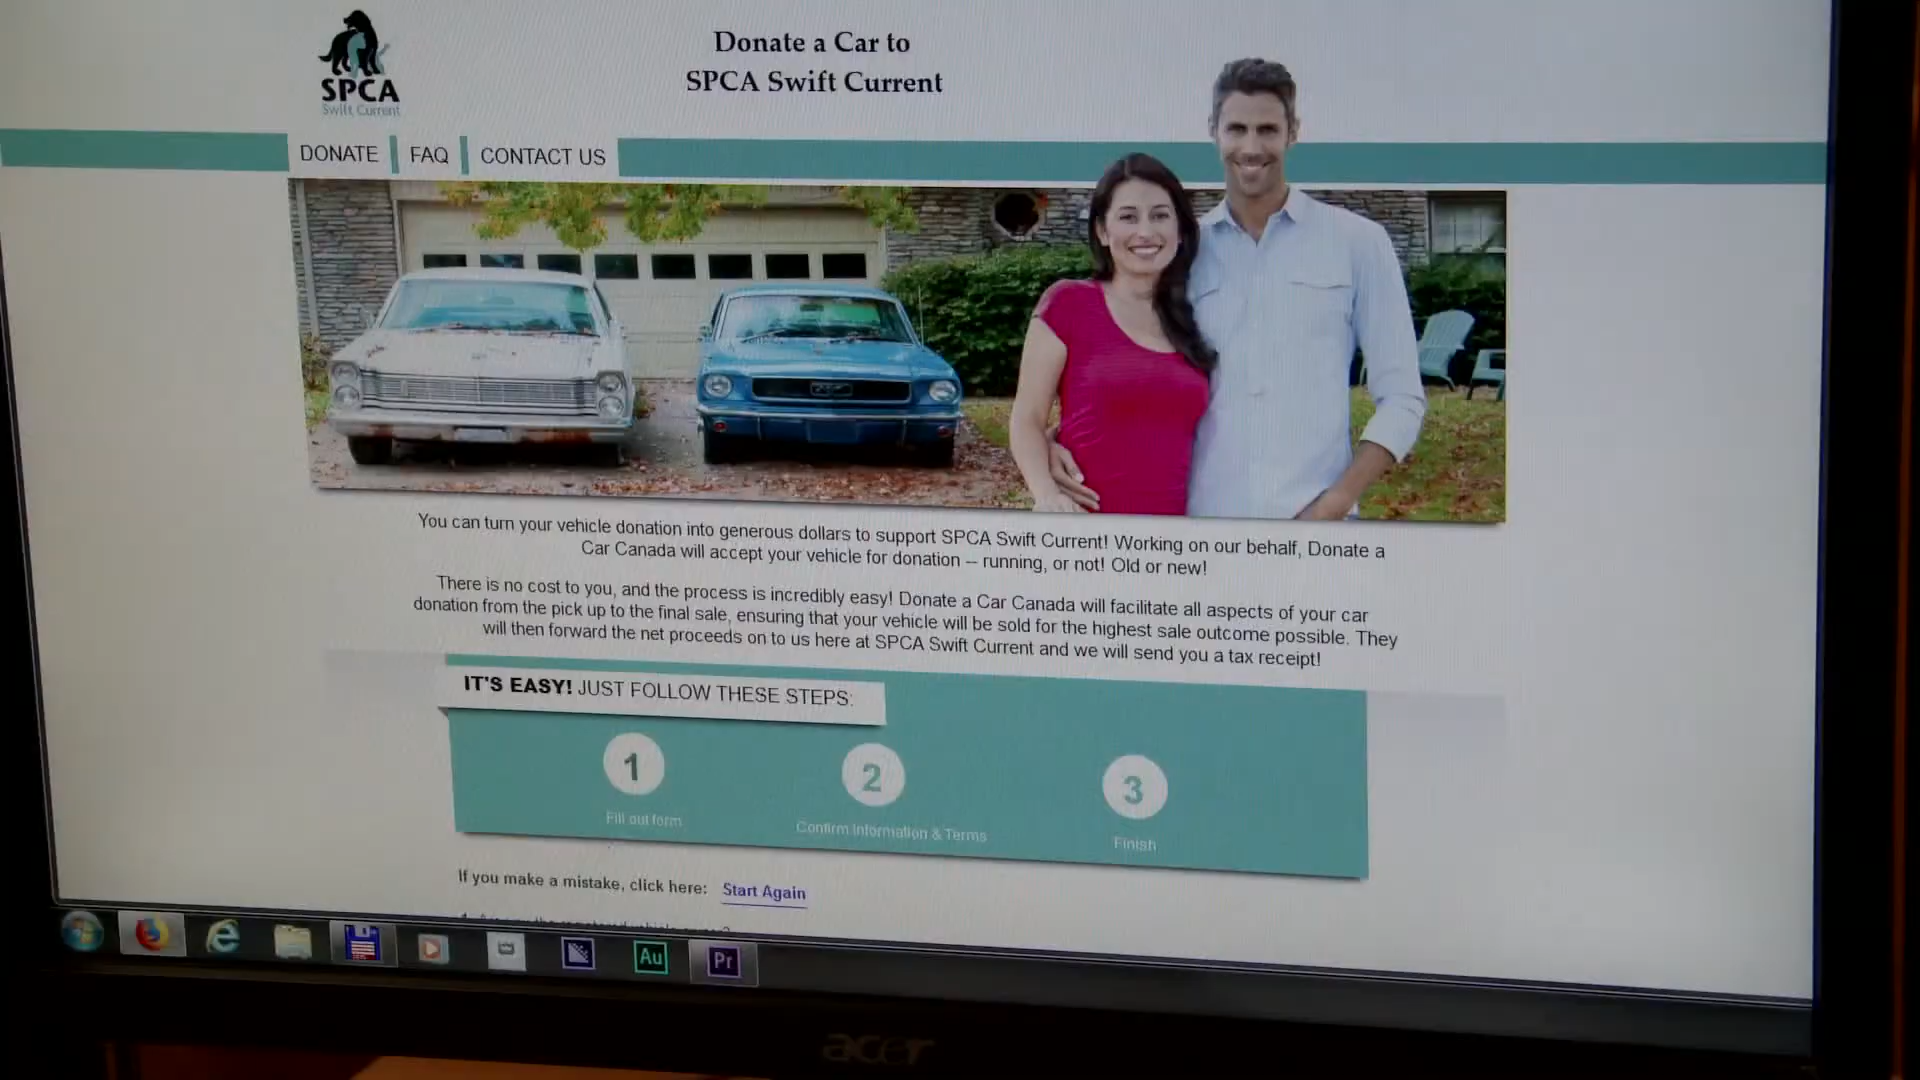 SPCA
Swift Current
Donate a Car to
SPCA Swift Current
DONATE
FAQ
CONTACT US
You can turn your vehicle donation into generous dollars to support SPCA Swift Current! Working on our behalf, Donate a
Car Canada will accept your vehicle for donation -- running, or not! Old or new!
There is no cost to you, and the process is incredibly easy! Donate a Car Canada will facilitate all aspects of your car
donation from the pick up to the final sale, ensuring that your vehicle will be sold for the highest sale outcome possible. They
will then forward the net proceeds on to us here at SPCA Swift Current and we will send you a tax receipt!
IT'S EASY! JUST FOLLOW THESE STEPS:
1
2
3
Fill out form
Confirm Information & Terms
Finish
If you make a mistake, click here: Start Again
Au
Pr
acer